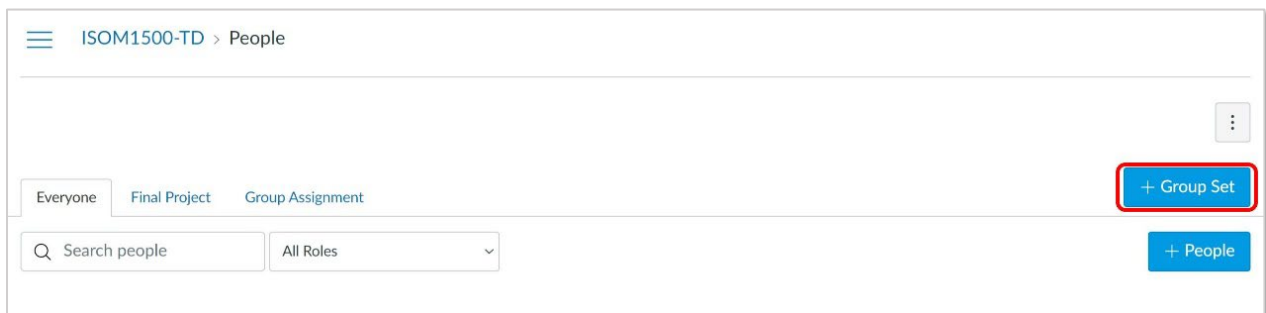 ISOM1500-TD > People
Everyone Final Project Group Assignment + Group Set
Search people All Roles + People